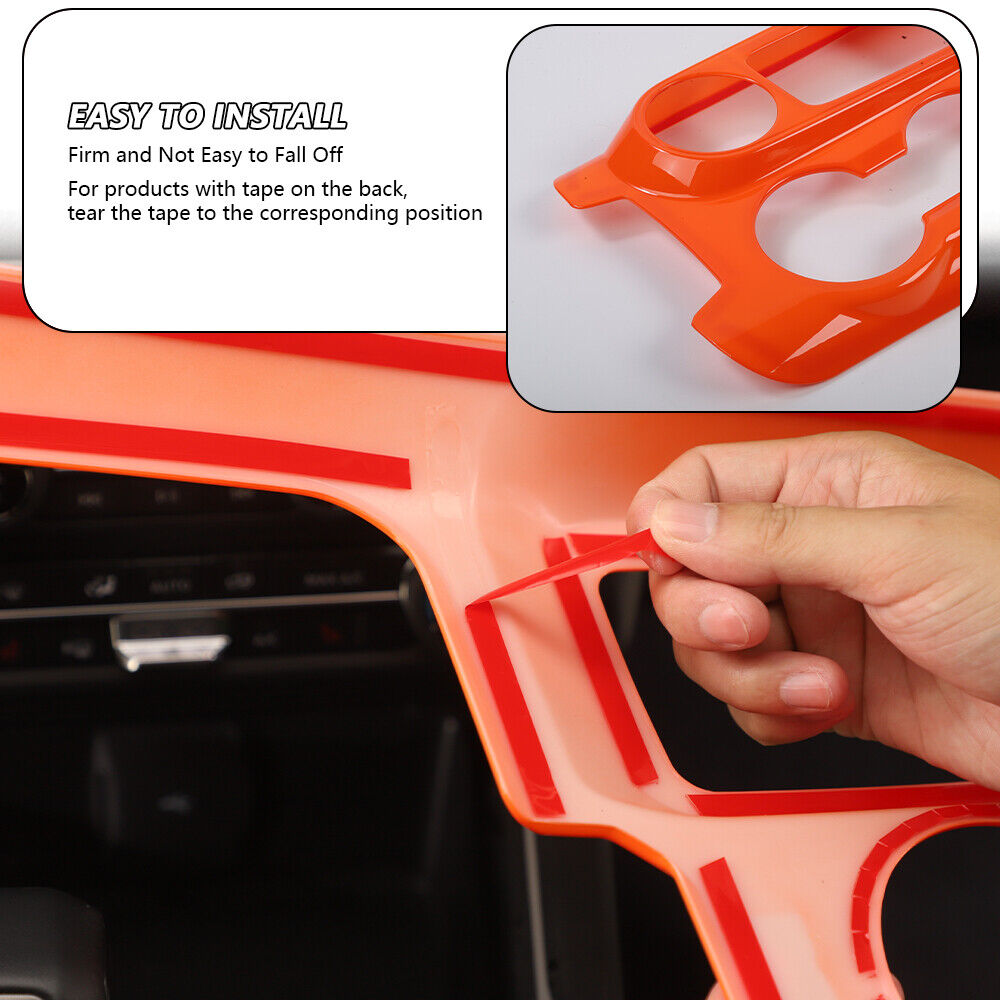 EASY TO INSTALL
Firm and Not Easy to Fall Off
For products with tape on the back,
tear the tape to the corresponding position
AUTO
MAX A/C
A/C